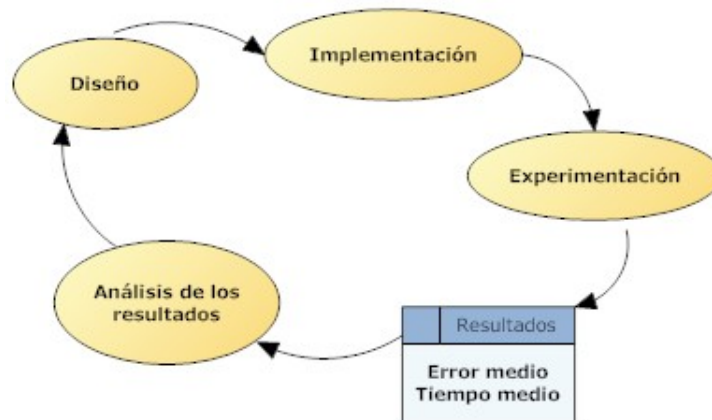 Diseño
Implementación
Experimentación
Resultados
Error medio
Tiempo medio
Análisis de los
resultados